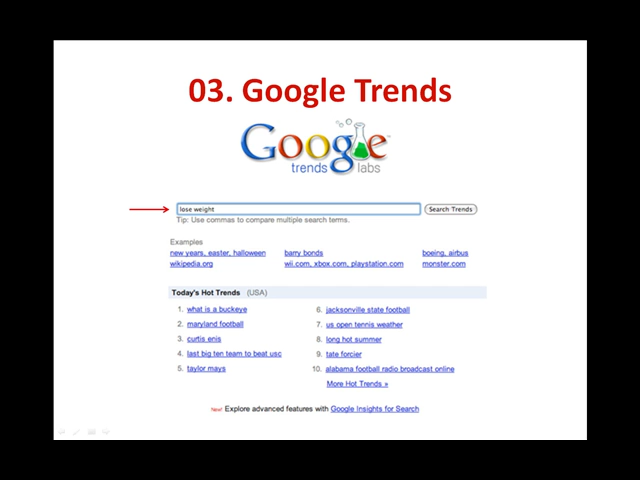 03. Google Trends
Google
trends labs
lose weight Search Trends
Tip: Use commas to compare multiple search terms.
Examples
new years, easter, halloween barry bonds boeing, airbus
wikipedia.org wii.com, xbox.com, playstation.com monster.com
Today's Hot Trends (USA)
1. what is a buckeye 6. jacksonville state football
2. maryland football 7. us open tennis weather
3. curtis enis 8. long hot summer
4. last big ten team to beat usc 9. tate forcier
5. taylor mays 10. alabama football radio broadcast online
More Hot Trends »
New! Explore advanced features with Google Insights for Search